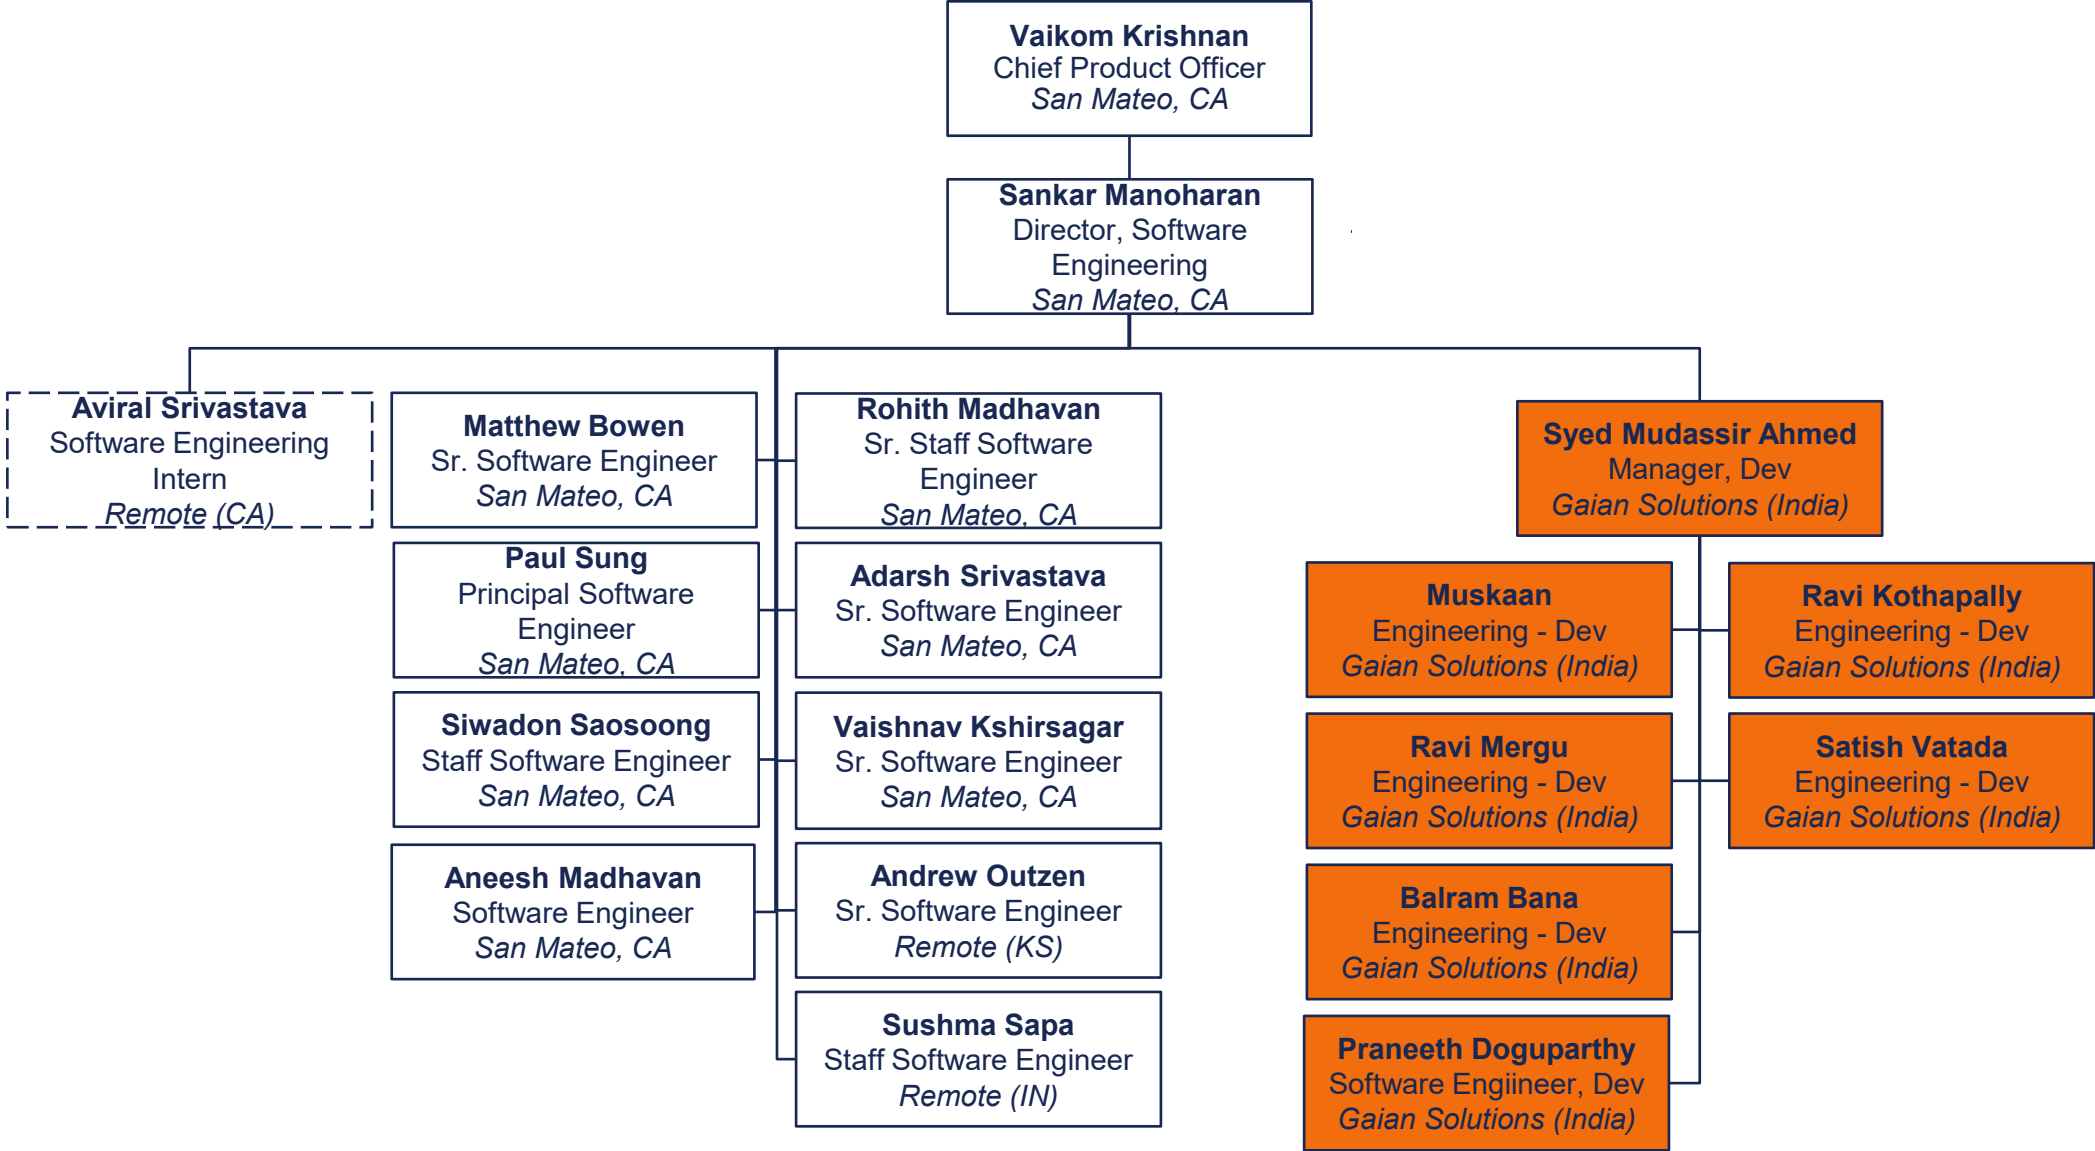 Vaikom Krishnan
Chief Product Officer
San Mateo, CA
Sankar Manoharan
Director, Software
Engineering
San Mateo, CA
Aviral Srivastava
Software Engineering
Intern
Remote (CA)
Matthew Bowen
Sr. Software Engineer
San Mateo, CA
Rohith Madhavan
Sr. Staff Software
Engineer
San Mateo, CA
Syed Mudassir Ahmed
Manager, Dev
Gaian Solutions (India)
Paul Sung
Principal Software
Engineer
San Mateo, CA
Adarsh Srivastava
Sr. Software Engineer
San Mateo, CA
Muskaan
Engineering - Dev
Gaian Solutions (India)
Ravi Kothapally
Engineering - Dev
Gaian Solutions (India)
Siwadon Saosoong
Staff Software Engineer
San Mateo, CA
Vaishnav Kshirsagar
Sr. Software Engineer
San Mateo, CA
Ravi Mergu
Engineering - Dev
Gaian Solutions (India)
Satish Vatada
Engineering - Dev
Gaian Solutions (India)
Aneesh Madhavan
Software Engineer
San Mateo, CA
Andrew Outzen
Sr. Software Engineer
Remote (KS)
Balram Bana
Engineering - Dev
Gaian Solutions (India)
Sushma Sapa
Staff Software Engineer
Remote (IN)
Praneeth Doguparthy
Software Engiineer, Dev
Gaian Solutions (India)